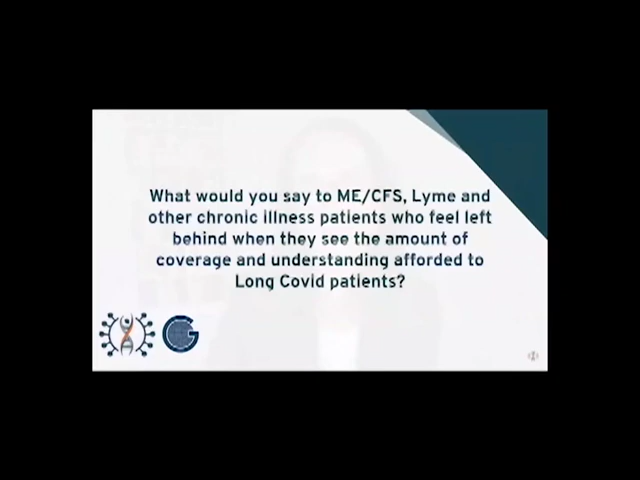 What would you say to ME/CFS, Lyme and
other chronic illness patients who feel left
behind when they see the amount of
coverage and understanding afforded to
Long Covid patients?